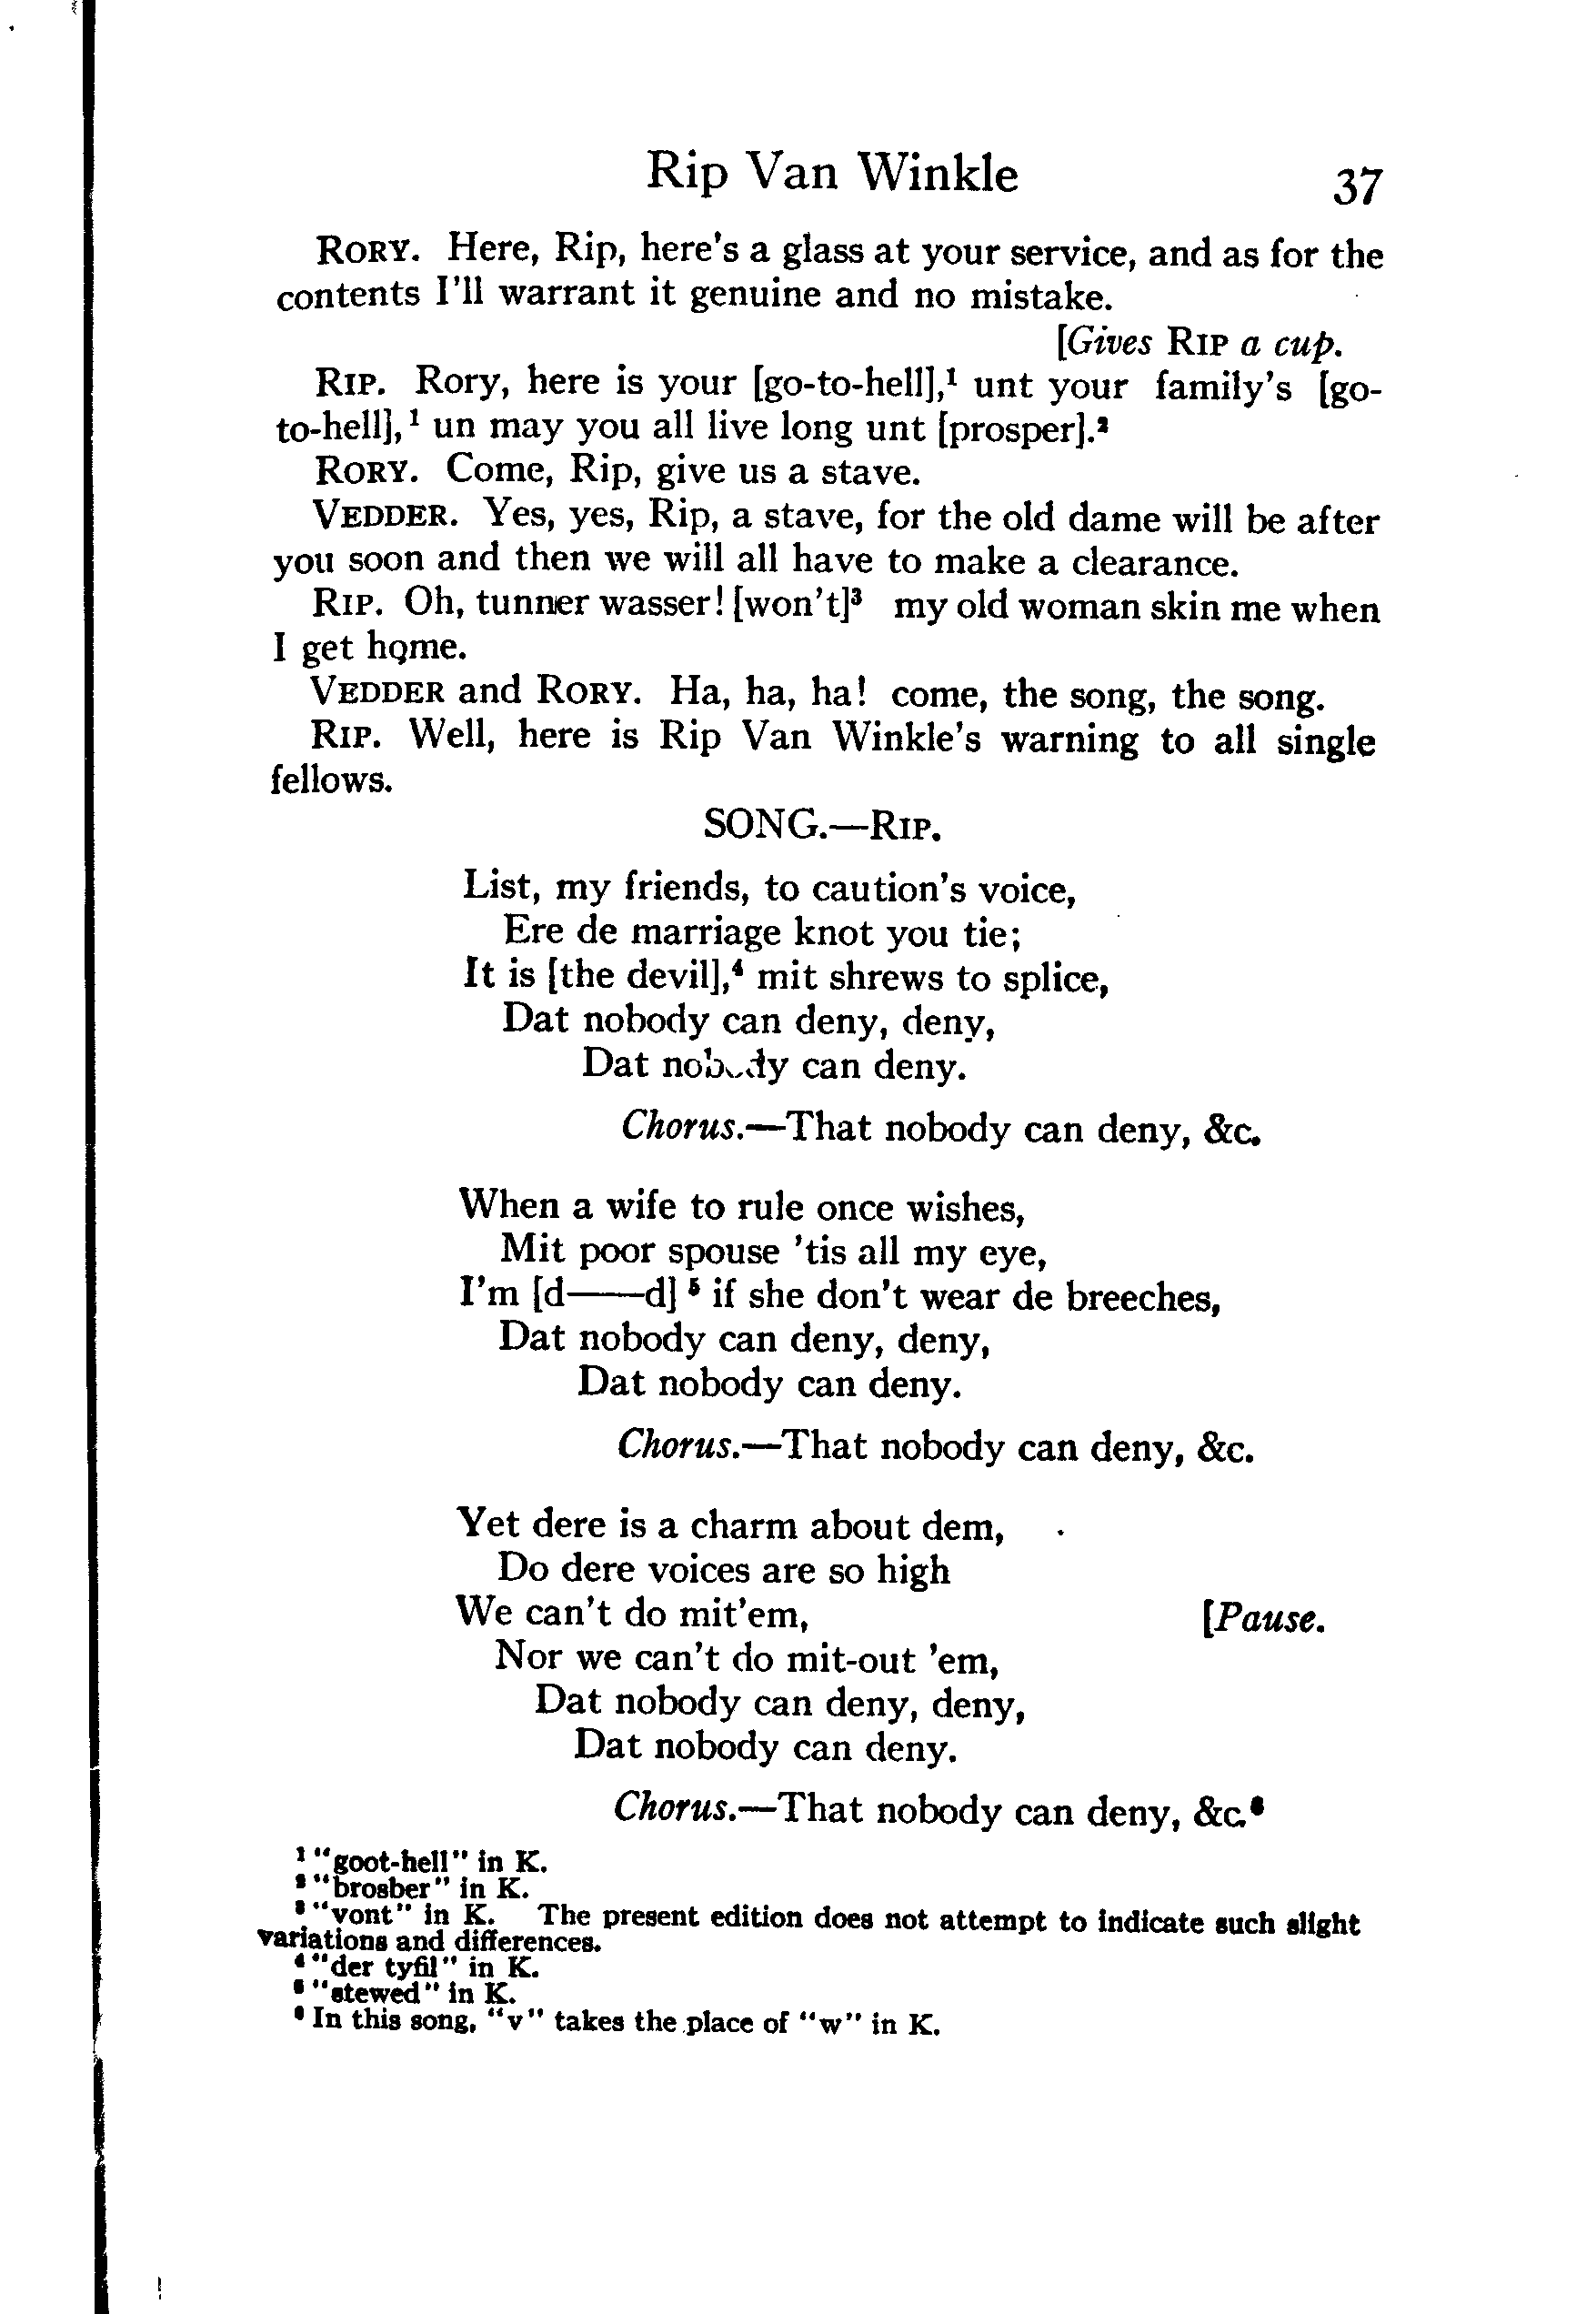 Rip Van Winkle 37
RORY. Here, Rip, here's a glass at your service, and as for the
contents I'll warrant it genuine and no mistake.
[Gives RIP a cup.
RIP. Rory, here is your [go-to-hell],¹ unt your family's [go-
to-hell],¹ un may you all live long unt [prosper].²
RORY. Come, Rip, give us a stave.
VEDDER. Yes, yes, Rip, a stave, for the old dame will be after
you soon and then we will all have to make a clearance.
RIP. Oh, tunner wasser! [won't]³ my old woman skin me when
I get home.
VEDDER and RORY. Ha, ha, ha! come, the song, the song.
RIP. Well, here is Rip Van Winkle's warning to all single
fellows.
SONG.—RIP.
List, my friends, to caution's voice,
Ere de marriage knot you tie;
It is [the devil],⁴ mit shrews to splice,
Dat nobody can deny, deny,
Dat nobody can deny.
Chorus.—That nobody can deny, &c.
When a wife to rule once wishes,
Mit poor spouse 'tis all my eye,
I'm [d——d] ⁵ if she don't wear de breeches,
Dat nobody can deny, deny,
Dat nobody can deny.
Chorus.—That nobody can deny, &c.
Yet dere is a charm about dem,
Do dere voices are so high
We can't do mit'em, [Pause.
Nor we can't do mit-out 'em,
Dat nobody can deny, deny,
Dat nobody can deny.
Chorus.—That nobody can deny, &c.⁶
¹ "goot-hell" in K.
² "brosber" in K.
³ "vont" in K. The present edition does not attempt to indicate such slight
variations and differences.
⁴ "der tyfil" in K.
⁵ "stewed" in K.
⁶ In this song, "v" takes the place of "w" in K.